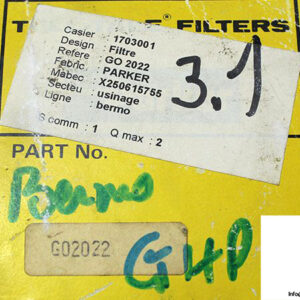 FILTERS
Casier : 1703001
Design : Filtre
Refere : GO 2022
Fabric : PARKER
Mabec : X250615755
Secteu : usinage
Ligne : bermo
S comm : 1 Q max : 2
3.1
PART No.
Bermo
G02022
GHP